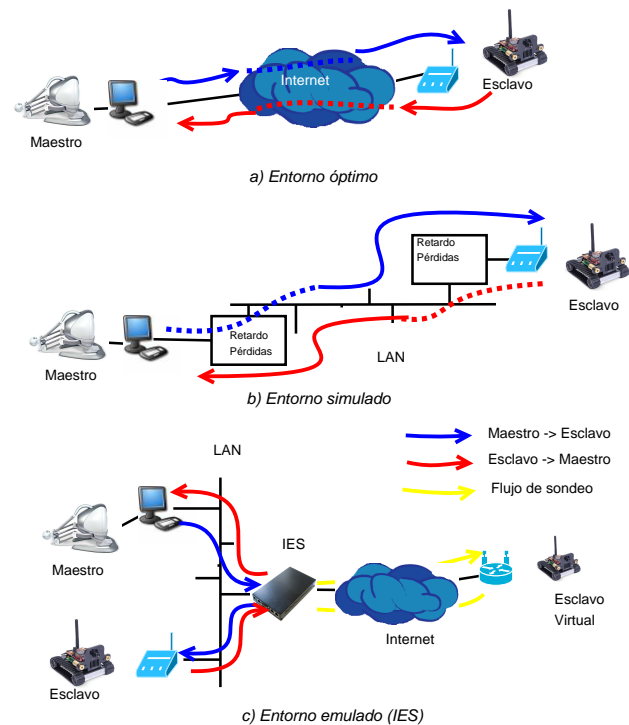 Internet
Esclavo
Maestro
a) Entorno óptimo
Retardo
Pérdidas
Esclavo
Retardo
Pérdidas
LAN
Maestro
b) Entorno simulado
Maestro -> Esclavo
LAN
Esclavo -> Maestro
Flujo de sondeo
IES
Maestro
Esclavo
Virtual
Internet
Esclavo
c) Entorno emulado (IES)